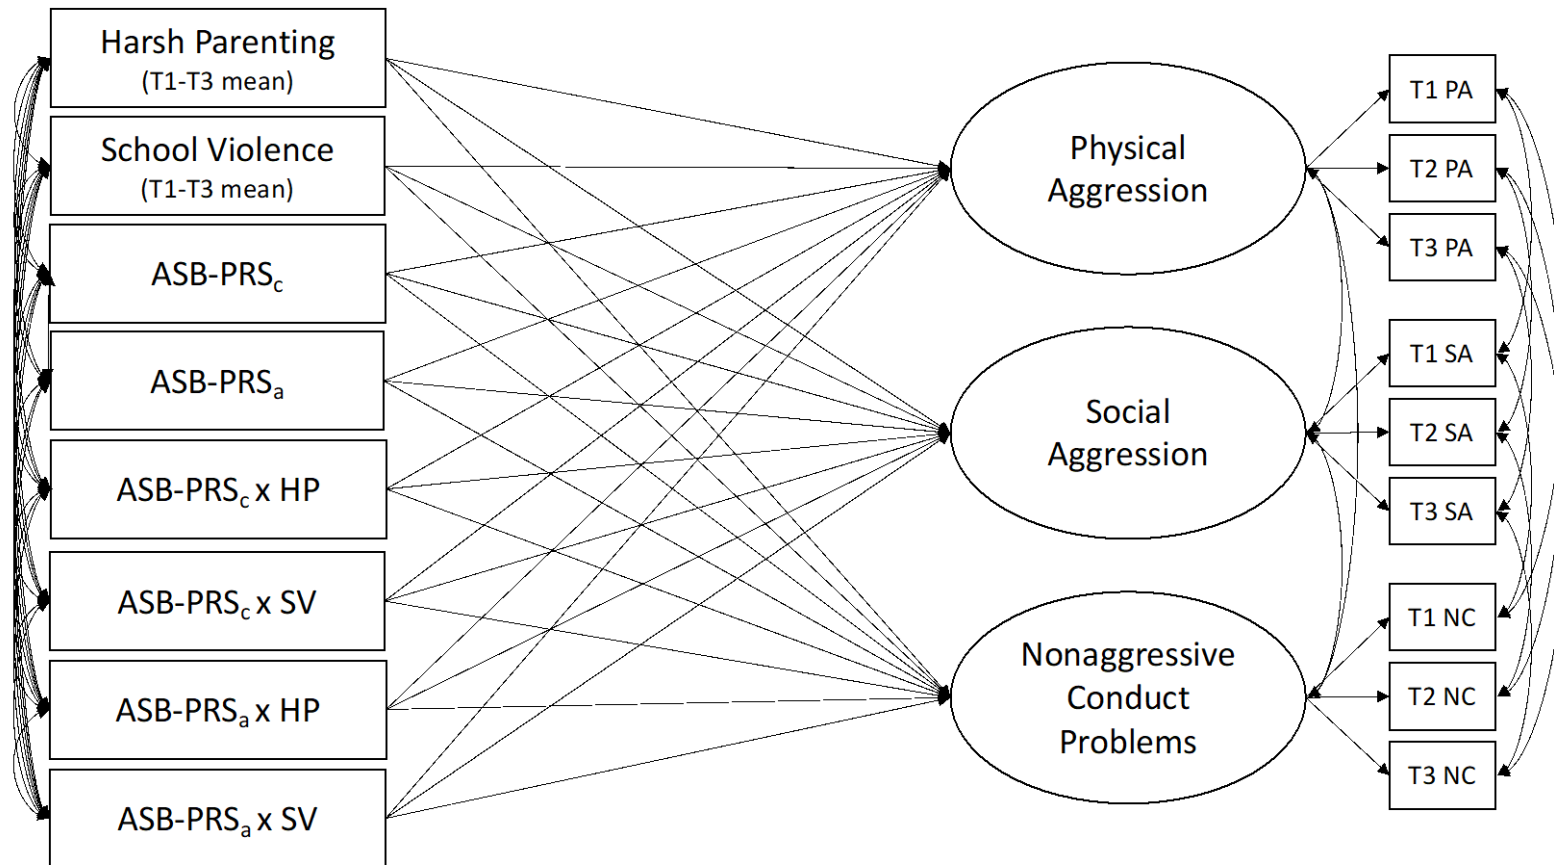 Harsh Parenting
(T1-T3 mean)
School Violence
(T1-T3 mean)
ASB-PRSc
ASB-PRSa
ASB-PRSc x HP
ASB-PRSc x SV
ASB-PRSa x HP
ASB-PRSa x SV
Physical
Aggression
Social
Aggression
Nonaggressive
Conduct
Problems
T1 PA
T2 PA
T3 PA
T1 SA
T2 SA
T3 SA
T1 NC
T2 NC
T3 NC